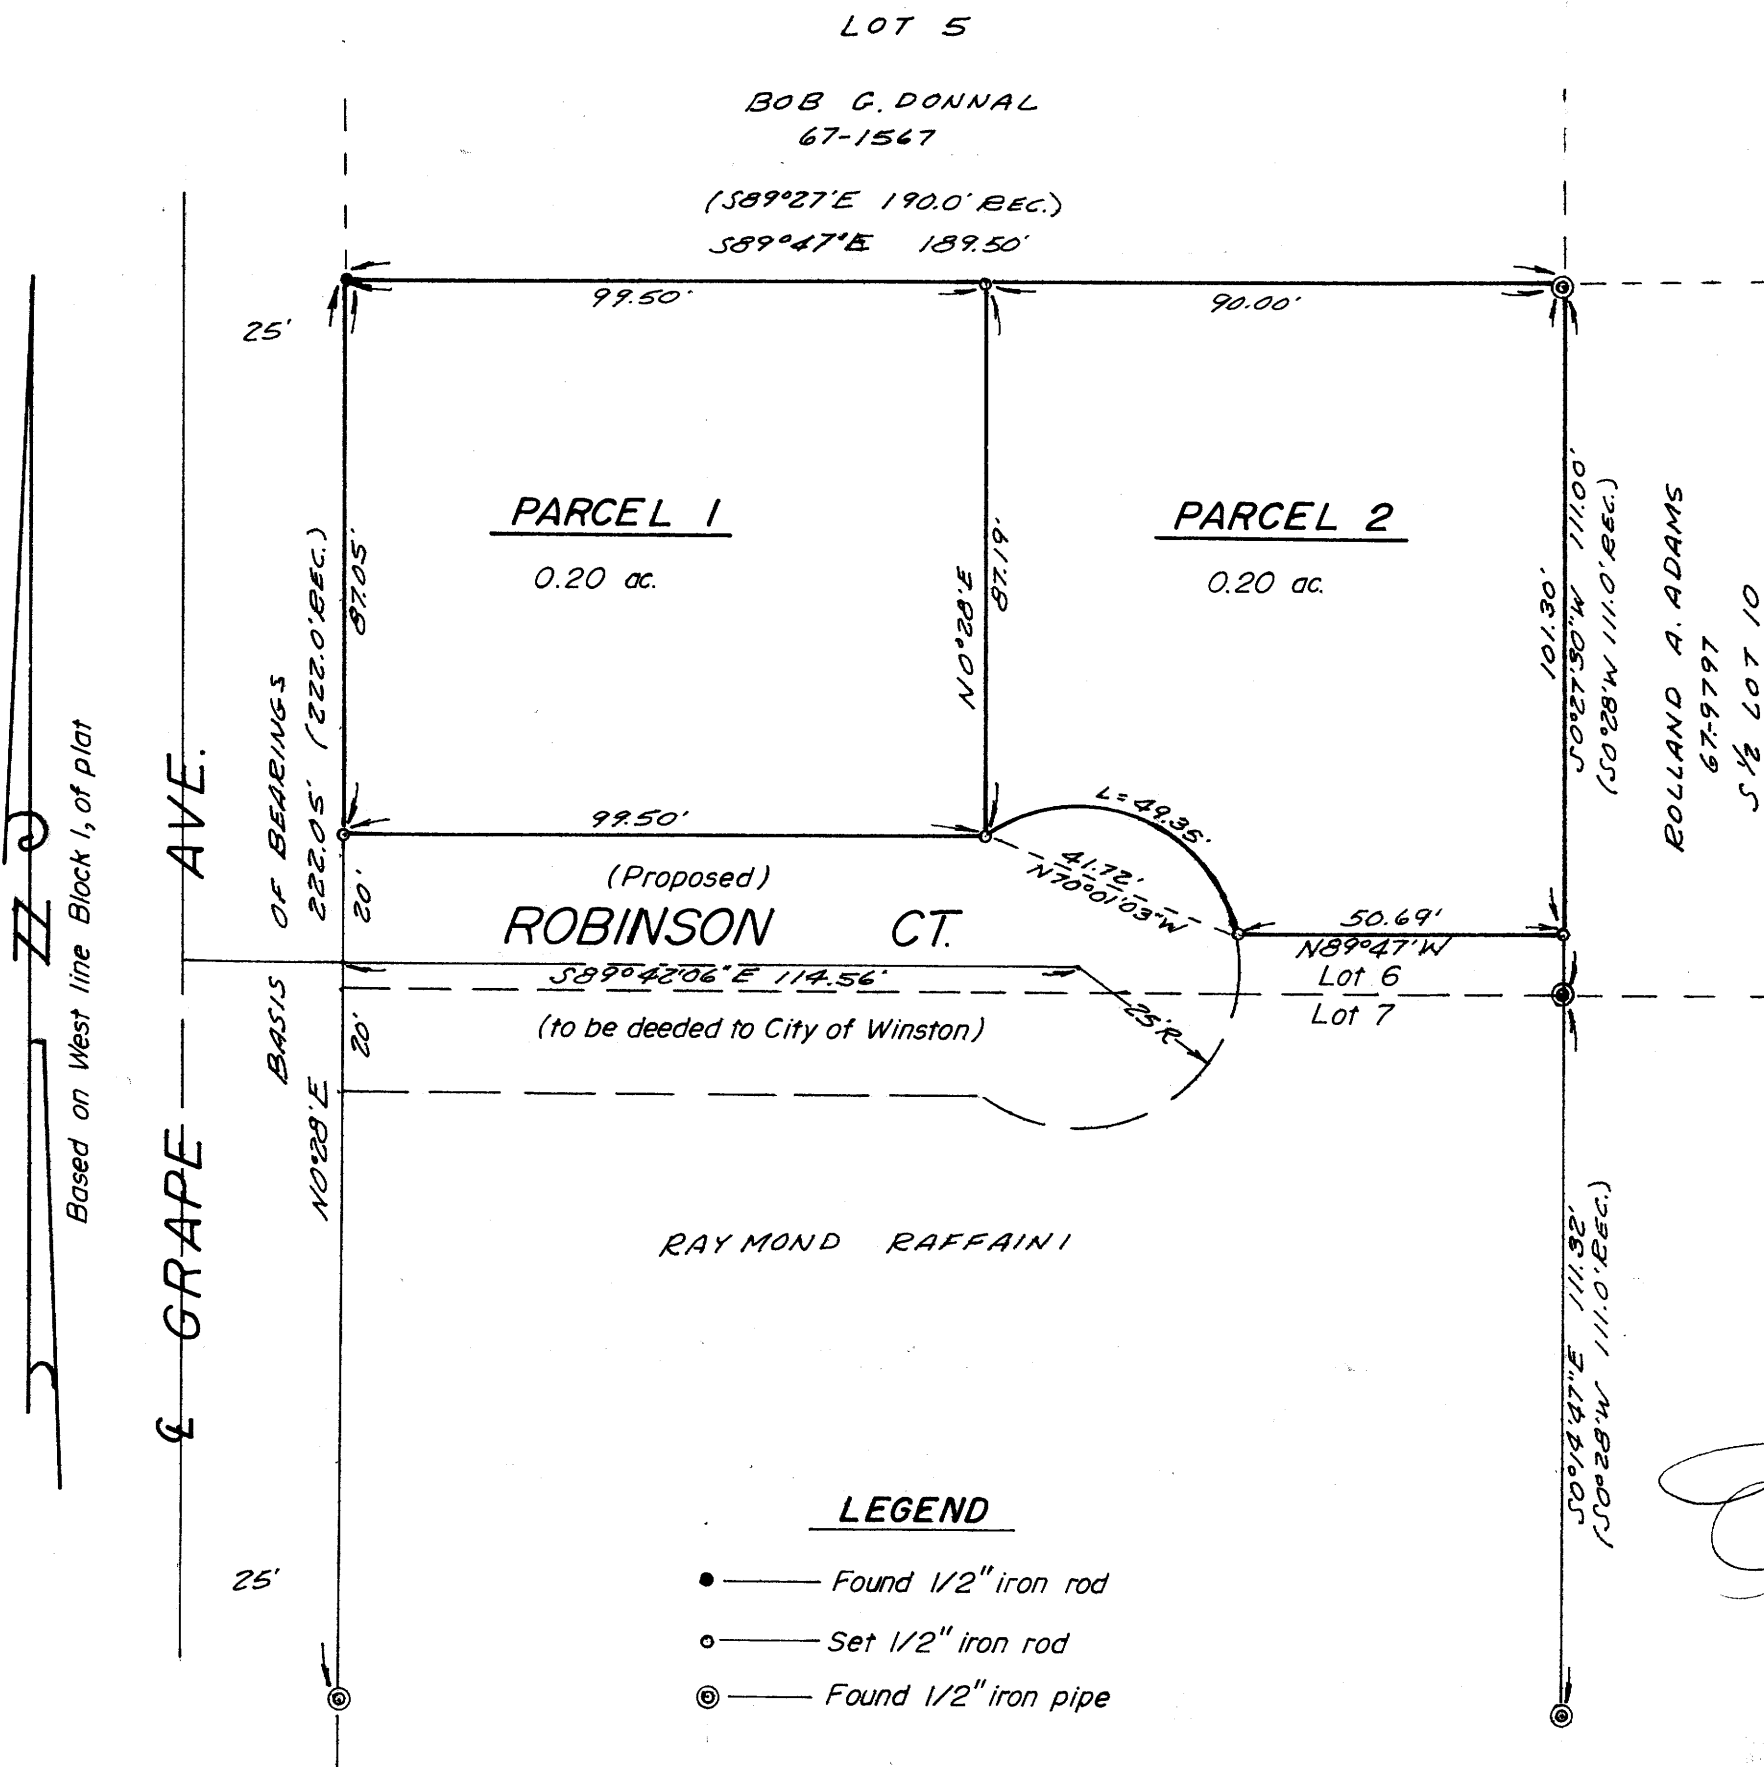 LOT 5
BOB G. DONNAL
67-1567
(S89°27'E 190.0' REC.)
S89°47'E 189.50'
99.50'
90.00'
25'
PARCEL 1
0.20 ac.
PARCEL 2
0.20 ac.
87.05'
N0°28'E
87.19'
101.30'
S0°27'30"W 111.00'
(S0°28'W 111.0' REC.)
ROLLAND A. ADAMS
67-9797
S 1/2 LOT 10
Based on West line Block 1, of plat
N
℄ GRAPE AVE.
BASIS OF BEARINGS
N0°28'E 222.05' (222.0' REC.)
99.50'
L=49.35'
41.72'
N70°01'03"W
20'
(Proposed)
ROBINSON CT.
50.69'
N89°47'W
S89°42'06"E 114.56'
Lot 6
20'
(to be deeded to City of Winston)
25'R
Lot 7
RAYMOND RAFFAINI
S0°14'47"E 111.32'
(S0°28'W 111.0' REC.)
LEGEND
25'
Found 1/2" iron rod
Set 1/2" iron rod
Found 1/2" iron pipe